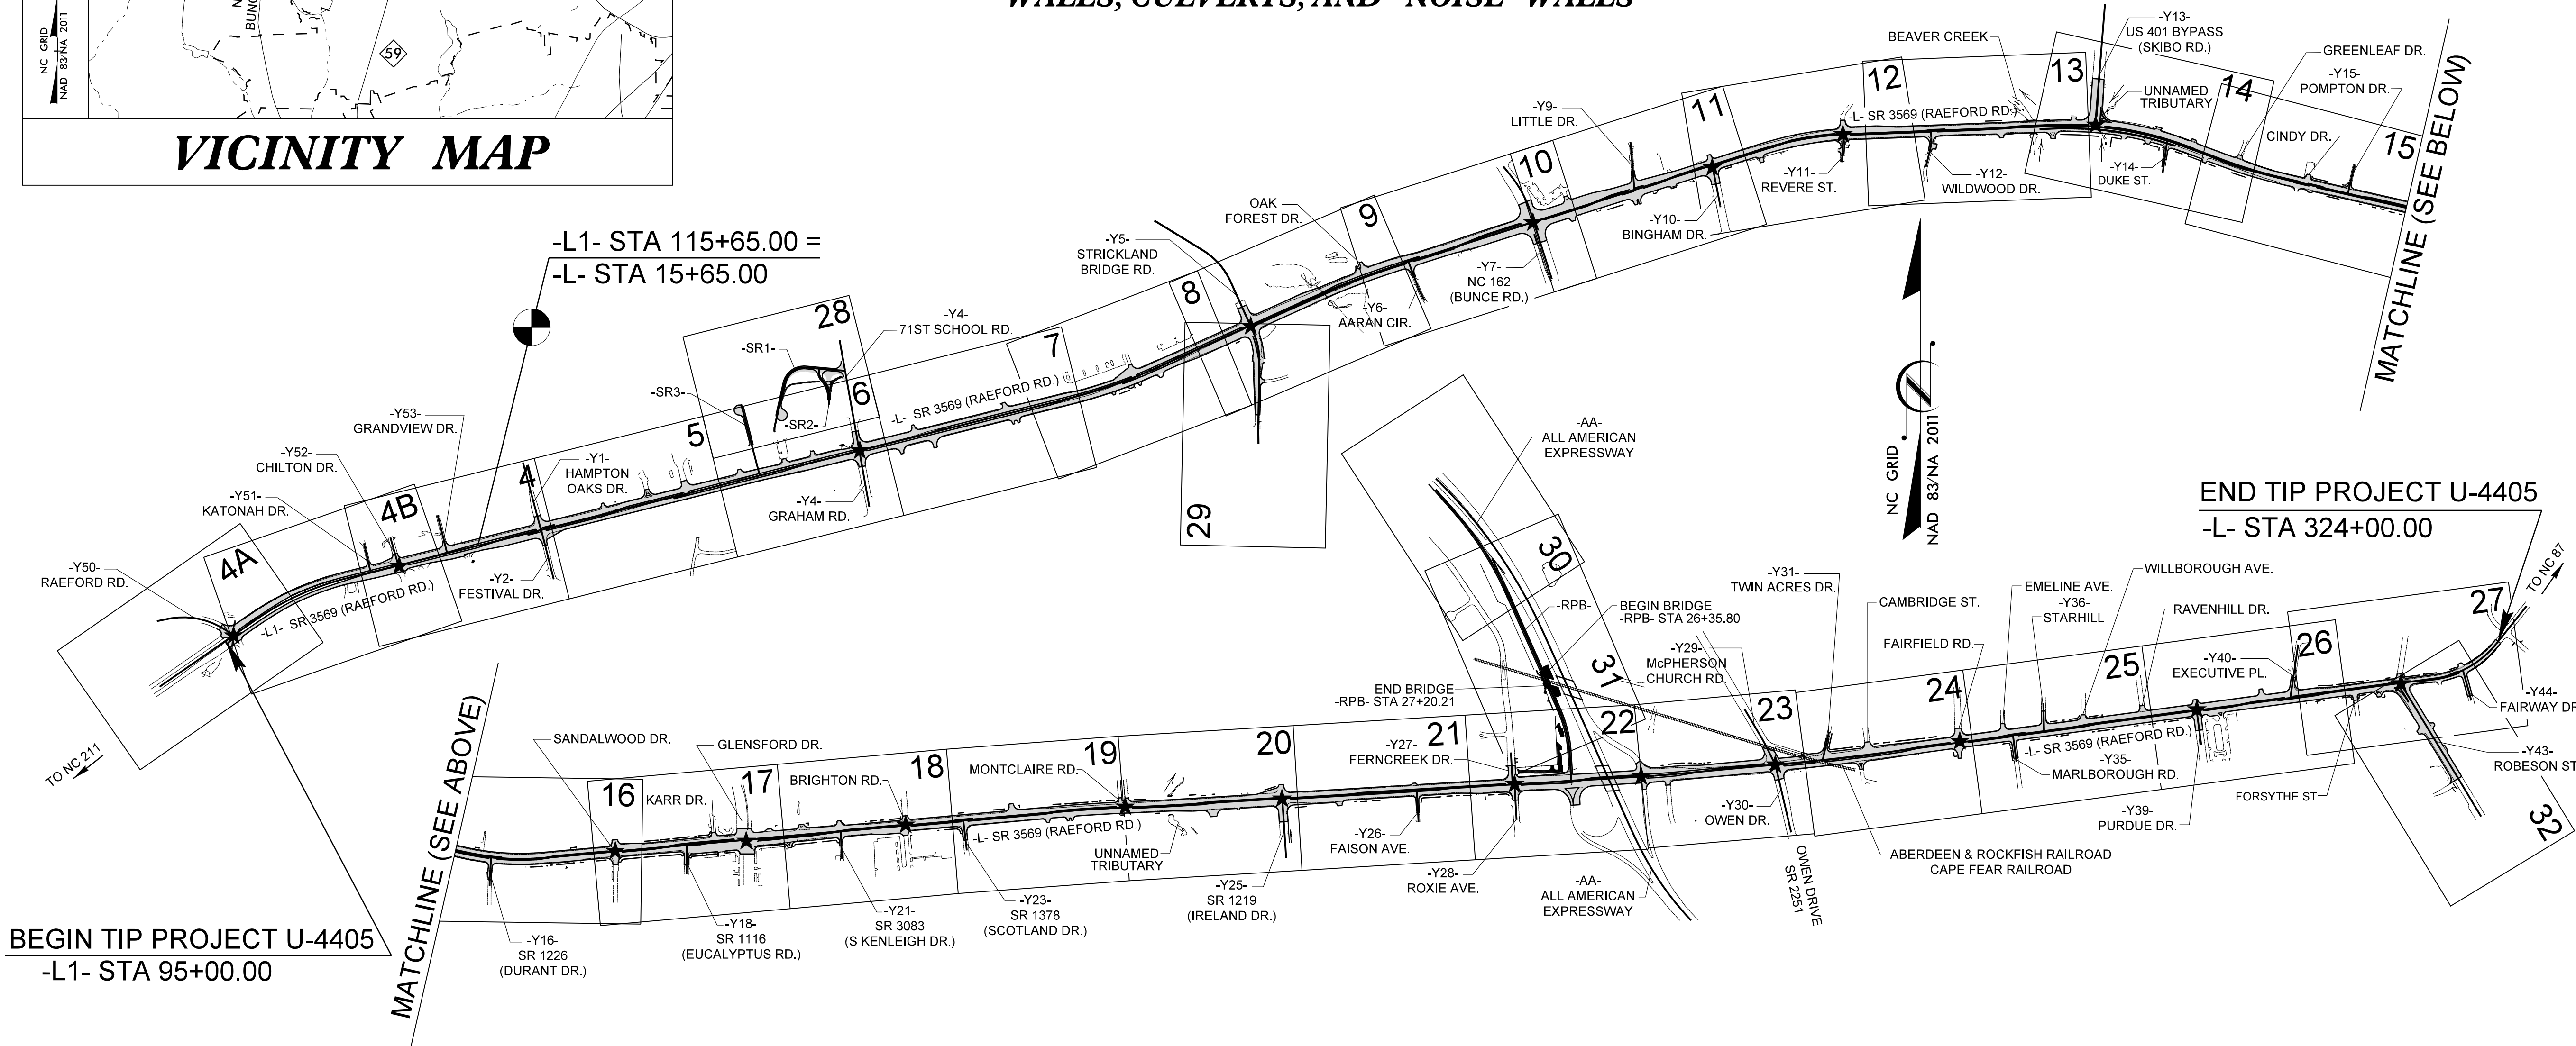 WALLS, CULVERTS, AND NOISE WALLS
NC GRID
NAD 83/NA 2011
BUNC
59
VICINITY MAP
-L1- STA 115+65.00 =
-L- STA 15+65.00
-Y50-
RAEFORD RD.
4A
-Y51-
KATONAH DR.
-Y52-
CHILTON DR.
4B
-Y53-
GRANDVIEW DR.
-L1- SR 3569 (RAEFORD RD.)
4
-Y1-
HAMPTON
OAKS DR.
-Y2-
FESTIVAL DR.
5
-SR3-
-SR1-
-SR2-
28
-Y4-
71ST SCHOOL RD.
6
-Y4-
GRAHAM RD.
-L- SR 3569 (RAEFORD RD.)
7
8
-Y5-
STRICKLAND
BRIDGE RD.
29
OAK
FOREST DR.
9
-Y6-
AARAN CIR.
-Y7-
NC 162
(BUNCE RD.)
10
-Y9-
LITTLE DR.
11
-Y10-
BINGHAM DR.
-Y11-
REVERE ST.
12
-L- SR 3569 (RAEFORD RD.)
-Y12-
WILDWOOD DR.
BEAVER CREEK
13
-Y13-
US 401 BYPASS
(SKIBO RD.)
UNNAMED
TRIBUTARY
-Y14-
DUKE ST.
14
GREENLEAF DR.
-Y15-
POMPTON DR.
CINDY DR.
15
MATCHLINE (SEE BELOW)
NC GRID
NAD 83/NA 2011
END TIP PROJECT U-4405
-L- STA 324+00.00
TO NC 87
TO NC 211
BEGIN TIP PROJECT U-4405
-L1- STA 95+00.00
MATCHLINE (SEE ABOVE)
-Y16-
SR 1226
(DURANT DR.)
SANDALWOOD DR.
16
KARR DR.
GLENSFORD DR.
17
-Y18-
SR 1116
(EUCALYPTUS RD.)
BRIGHTON RD.
18
-Y21-
SR 3083
(S KENLEIGH DR.)
-Y23-
SR 1378
(SCOTLAND DR.)
-L- SR 3569 (RAEFORD RD.)
MONTCLAIRE RD.
19
UNNAMED
TRIBUTARY
20
-Y25-
SR 1219
(IRELAND DR.)
-Y26-
FAISON AVE.
21
-Y27-
FERNCREEK DR.
-Y28-
ROXIE AVE.
22
END BRIDGE
-RPB- STA 27+20.21
BEGIN BRIDGE
-RPB- STA 26+35.80
-RPB-
30
31
-AA-
ALL AMERICAN
EXPRESSWAY
-AA-
ALL AMERICAN
EXPRESSWAY
-Y29-
McPHERSON
CHURCH RD.
23
-Y30-
OWEN DR.
OWEN DRIVE
SR 2251
-Y31-
TWIN ACRES DR.
CAMBRIDGE ST.
ABERDEEN & ROCKFISH RAILROAD
CAPE FEAR RAILROAD
FAIRFIELD RD.
24
EMELINE AVE.
-Y36-
STARHILL
WILLBOROUGH AVE.
RAVENHILL DR.
25
-L- SR 3569 (RAEFORD RD.)
-Y35-
MARLBOROUGH RD.
-Y39-
PURDUE DR.
-Y40-
EXECUTIVE PL.
26
FORSYTHE ST.
27
-Y44-
FAIRWAY DR
-Y43-
ROBESON ST
32